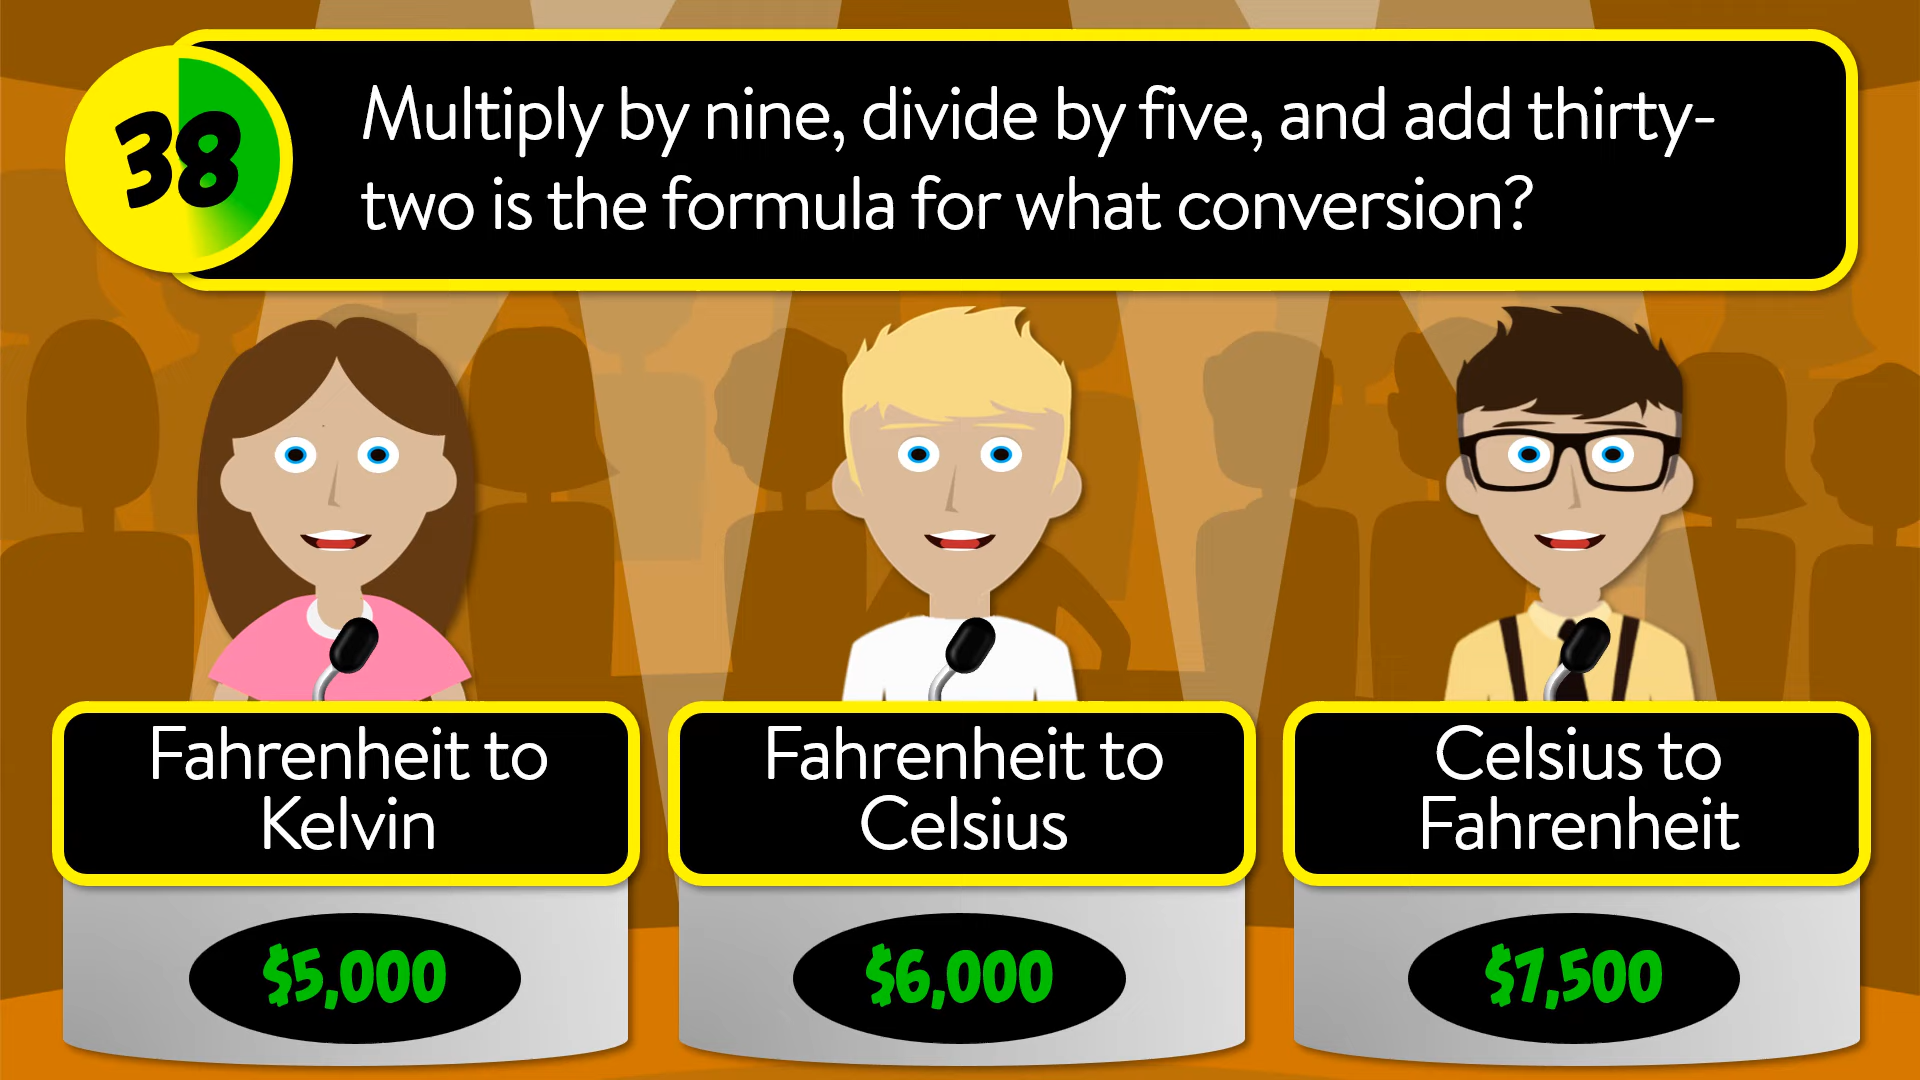 38
Multiply by nine, divide by five, and add thirty-
two is the formula for what conversion?
Fahrenheit to
Kelvin
Fahrenheit to
Celsius
Celsius to
Fahrenheit
$5,000
$6,000
$7,500